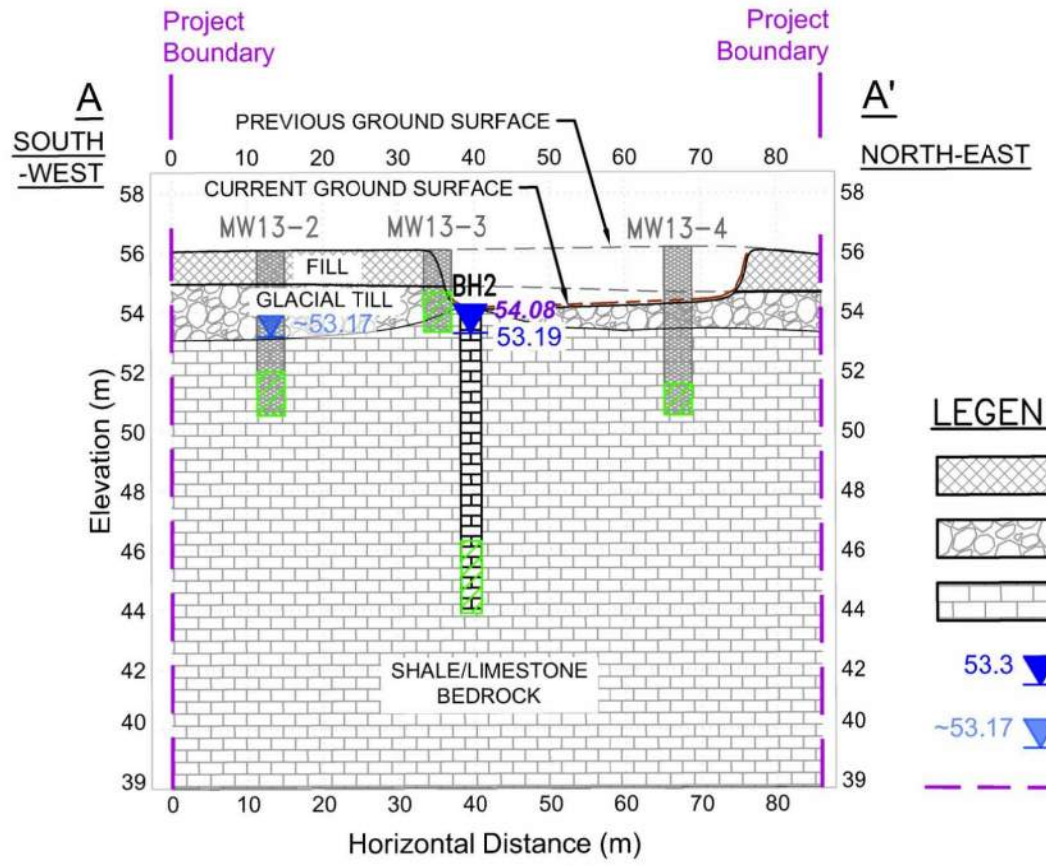 Project
Boundary
Project
Boundary
A
A'
SOUTH
-WEST
NORTH-EAST
PREVIOUS GROUND SURFACE
0 10 20 30 40 50 60 70 80
CURRENT GROUND SURFACE
58
58
MW13-2
MW13-3
MW13-4
56
56
FILL
BH2
GLACIAL TILL
54
54
54.08
~53.17
53.19
52
52
50
50
48
48
46
46
44
44
42
42
40
40
39
39
Elevation (m)
SHALE/LIMESTONE
BEDROCK
0 10 20 30 40 50 60 70 80
Horizontal Distance (m)
LEGEN
53.3
~53.17